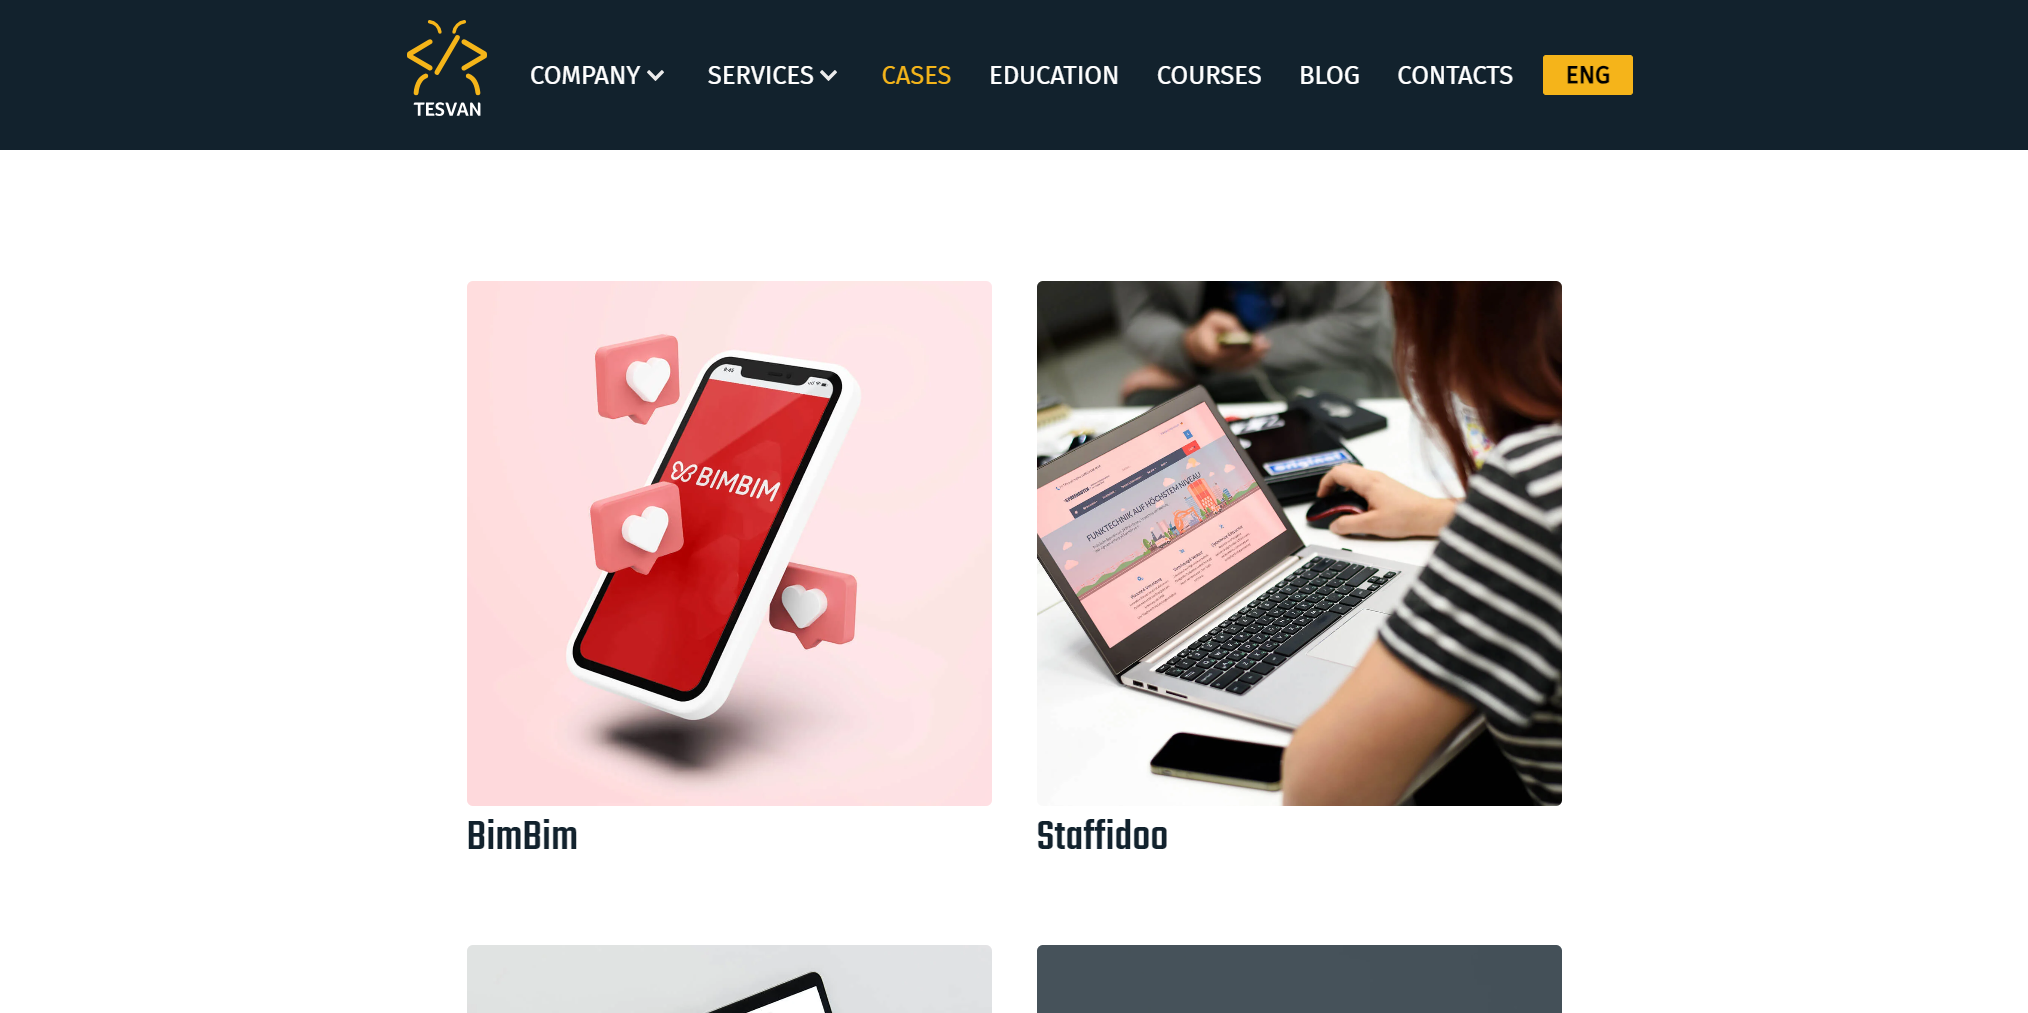 TESVAN
COMPANY
SERVICES
CASES
EDUCATION
COURSES
BLOG
CONTACTS
ENG
BIMBIM
FUNKTECHNIK AUF HÖCHSTEM NIVEAU
BimBim
Staffidoo